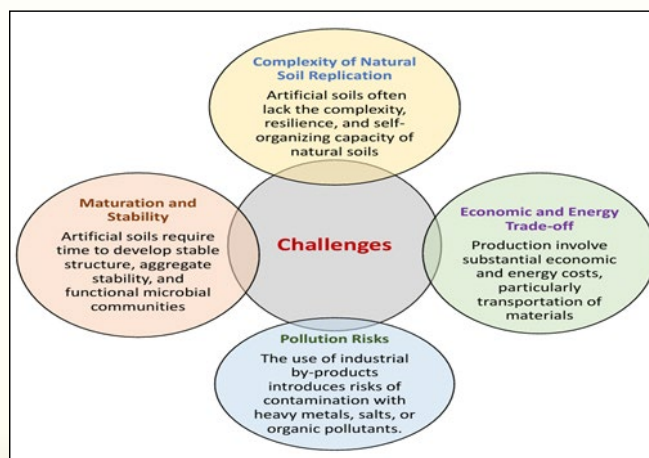 Complexity of Natural
Soil Replication
Artificial soils often
lack the complexity,
resilience, and self-
organizing capacity of
natural soils
Maturation and
Stability
Artificial soils require
time to develop stable
structure, aggregate
stability, and
functional microbial
communities
Challenges
Economic and Energy
Trade-off
Production involve
substantial economic
and energy costs,
particularly
transportation of
materials
Pollution Risks
The use of industrial
by-products
introduces risks of
contamination with
heavy metals, salts, or
organic pollutants.